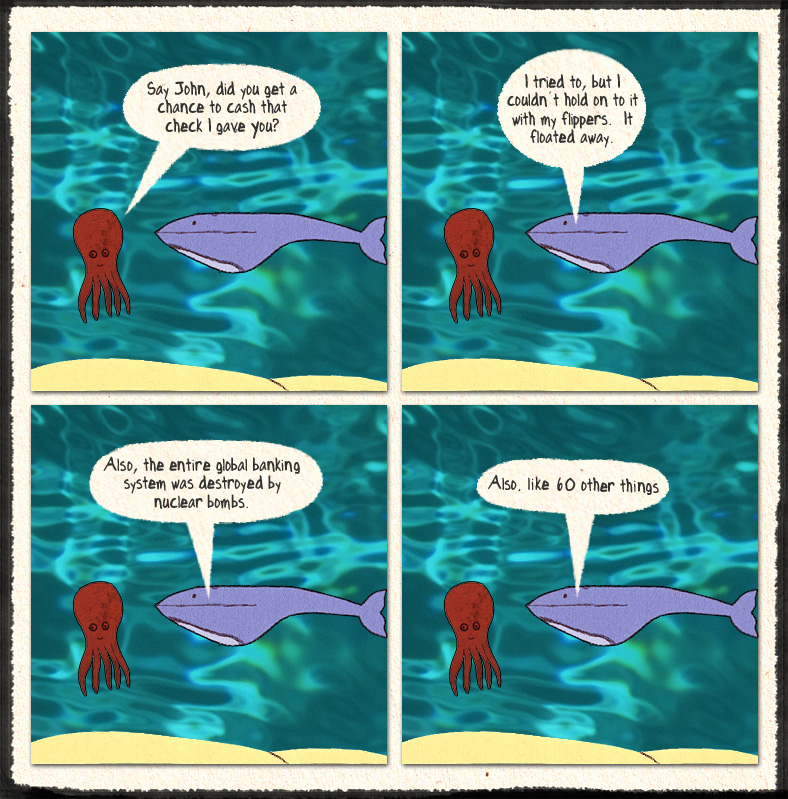 Say John, did you get a
chance to cash that
check I gave you?
I tried to, but I
couldn't hold on to it
with my flippers. It
floated away.
Also, the entire global banking
system was destroyed by
nuclear bombs.
Also, like 60 other things